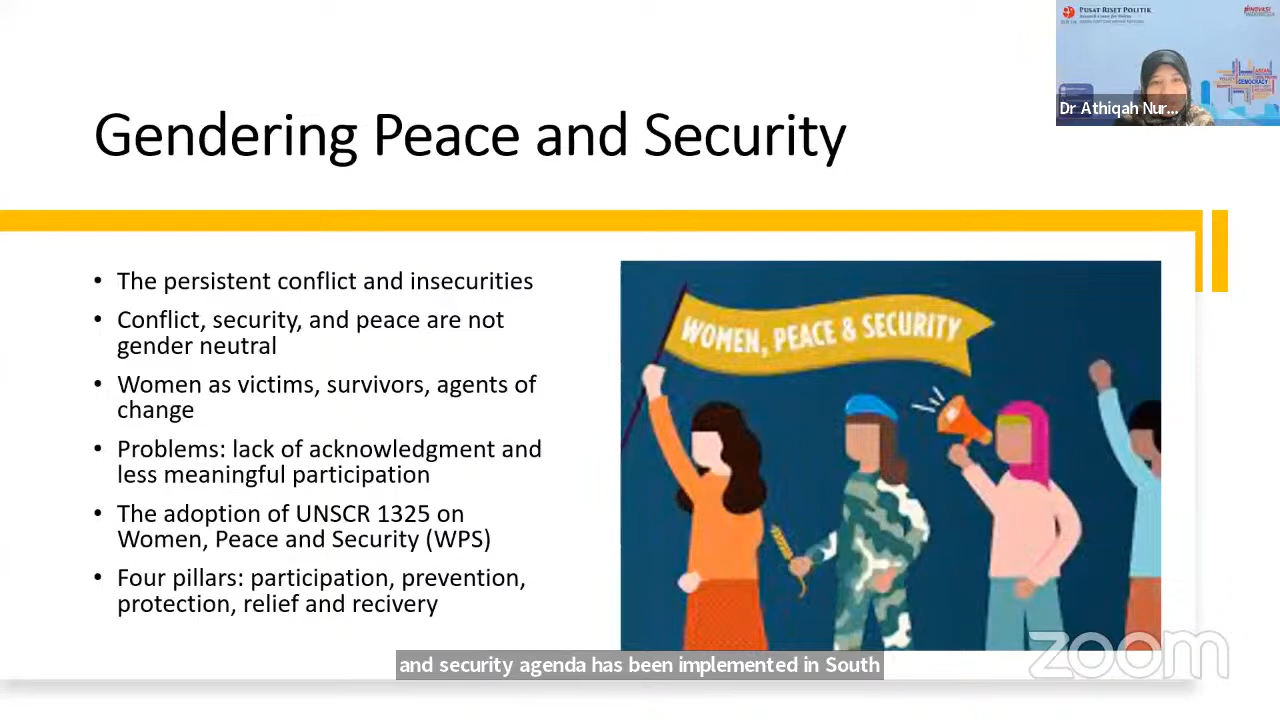 PUSAT RISET POLITIK
Dr Athiqah Nur...
DEMOCRACY
Gendering Peace and Security
• The persistent conflict and insecurities
• Conflict, security, and peace are not
gender neutral
• Women as victims, survivors, agents of
change
• Problems: lack of acknowledgment and
less meaningful participation
• The adoption of UNSCR 1325 on
Women, Peace and Security (WPS)
• Four pillars: participation, prevention,
protection, relief and recivery
WOMEN, PEACE & SECURITY
zoom
and security agenda has been implemented in South